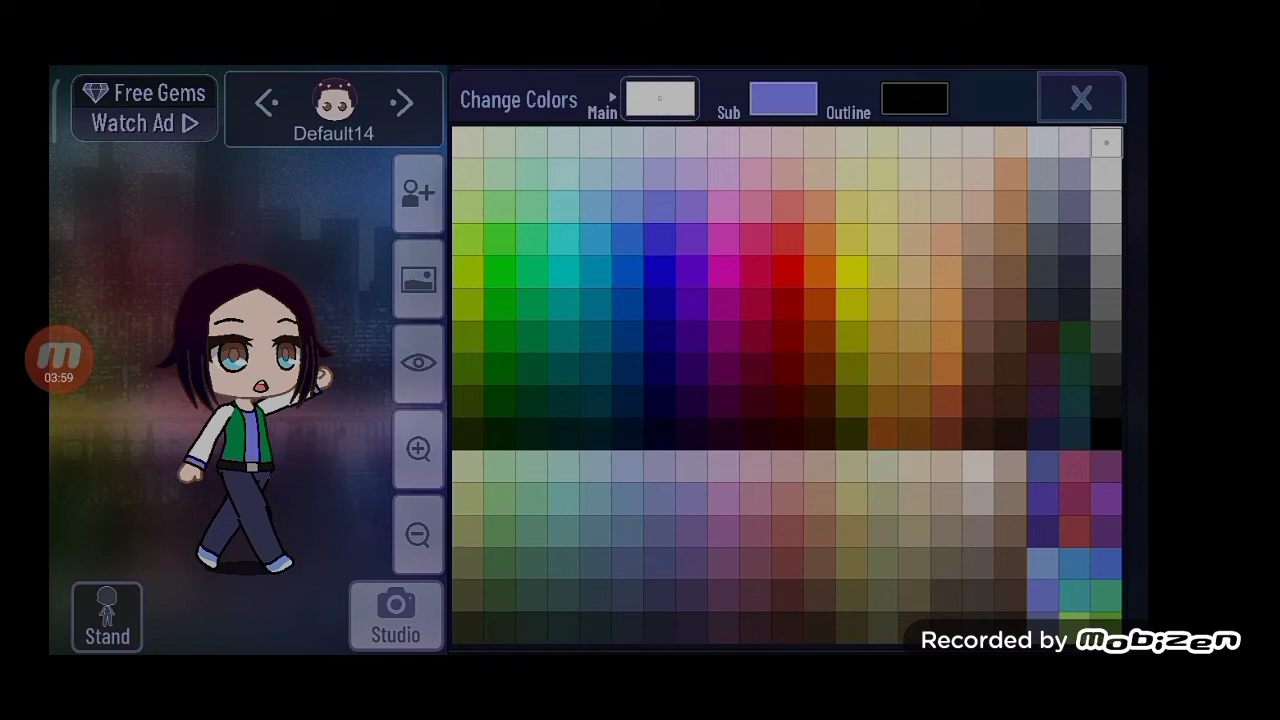 Free Gems
Watch Ad
Default14
Change Colors
Main
Sub
Outline
X
03:59
Stand
Studio
Recorded by mobizen